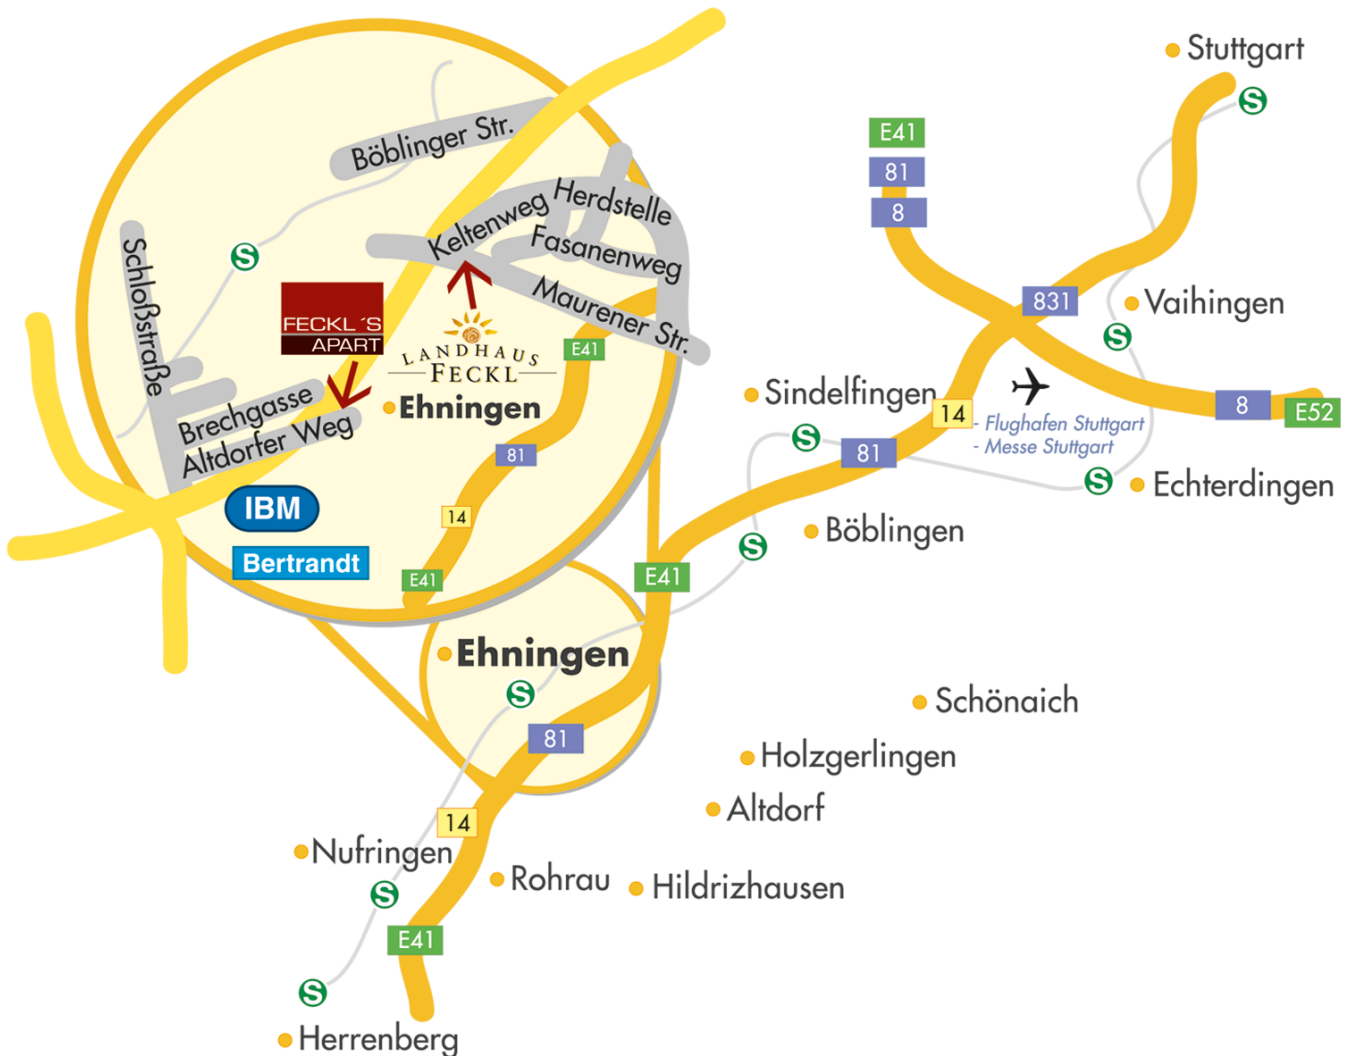 Stuttgart
S
E41
81
8
831
Vaihingen
S
8
E52
Sindelfingen
14
- Flughafen Stuttgart
- Messe Stuttgart
S
81
S
Echterdingen
Böblingen
S
E41
Böblinger Str.
Herdstelle
Keltenweg
Fasanenweg
Schloßstraße
S
Maurener Str.
FECKL´S
APART
LANDHAUS
FECKL
E41
Ehningen
Brechgasse
Altdorfer Weg
81
IBM
14
Bertrandt
E41
Ehningen
S
81
Schönaich
Holzgerlingen
Altdorf
14
Nufringen
Rohrau
Hildrizhausen
S
E41
S
Herrenberg